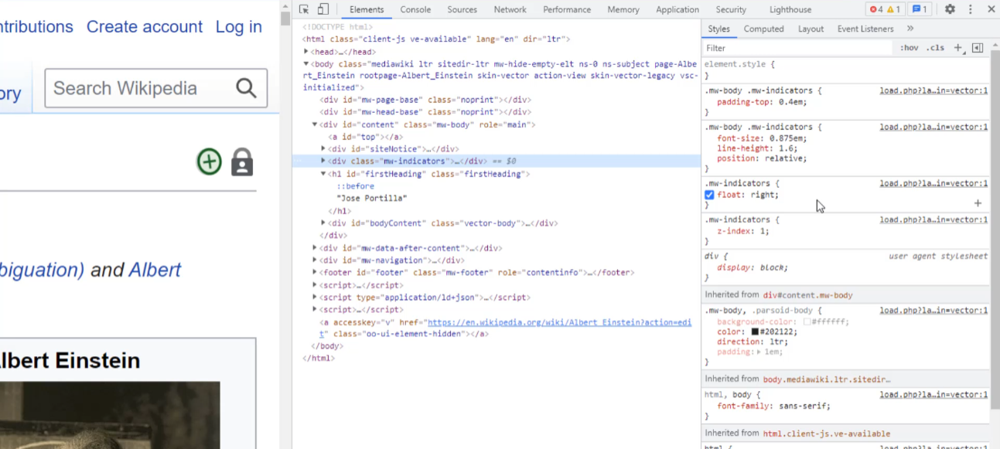 ntributions Create account Log in
ory
Search Wikipedia
biguation) and Albert
lbert Einstein
Elements Console Sources Network Performance Memory Application Security Lighthouse 4 1 1
<!DOCTYPE html>
<html class="client-js ve-available" lang="en" dir="ltr">
<head>…</head>
<body class="mediawiki ltr sitedir-ltr mw-hide-empty-elt ns-0 ns-subject page-Albe
rt_Einstein rootpage-Albert_Einstein skin-vector action-view skin-vector-legacy vsc-
initialized">
<div id="mw-page-base" class="noprint"></div>
<div id="mw-head-base" class="noprint"></div>
<div id="content" class="mw-body" role="main">
<a id="top"></a>
<div id="siteNotice">…</div>
<div class="mw-indicators">…</div> == $0
<h1 id="firstHeading" class="firstHeading">
::before
"Jose Portilla"
</h1>
<div id="bodyContent" class="vector-body">…</div>
</div>
<div id="mw-data-after-content">…</div>
<div id="mw-navigation">…</div>
<footer id="footer" class="mw-footer" role="contentinfo">…</footer>
<script>…</script>
<script type="application/ld+json">…</script>
<script>…</script>
<a accesskey="v" href="https://en.wikipedia.org/wiki/Albert_Einstein?action=edi
t" class="oo-ui-element-hidden"></a>
</body>
</html>
Styles Computed Layout Event Listeners »
Filter :hov .cls +
element.style {
}
.mw-body .mw-indicators { load.php?la…in=vector:1
padding-top: 0.4em;
}
.mw-body .mw-indicators { load.php?la…in=vector:1
font-size: 0.875em;
line-height: 1.6;
position: relative;
}
.mw-indicators { load.php?la…in=vector:1
float: right;
}
.mw-indicators { load.php?la…in=vector:1
z-index: 1;
}
div { user agent stylesheet
display: block;
}
Inherited from div#content.mw-body
.mw-body, .parsoid-body { load.php?la…in=vector:1
background-color: #ffffff;
color: #202122;
direction: ltr;
padding: 1em;
}
Inherited from body.mediawiki.ltr.sitedir…
html, body { load.php?la…in=vector:1
font-family: sans-serif;
}
Inherited from html.client-js.ve-available
html { load.php?la…in=vector:1